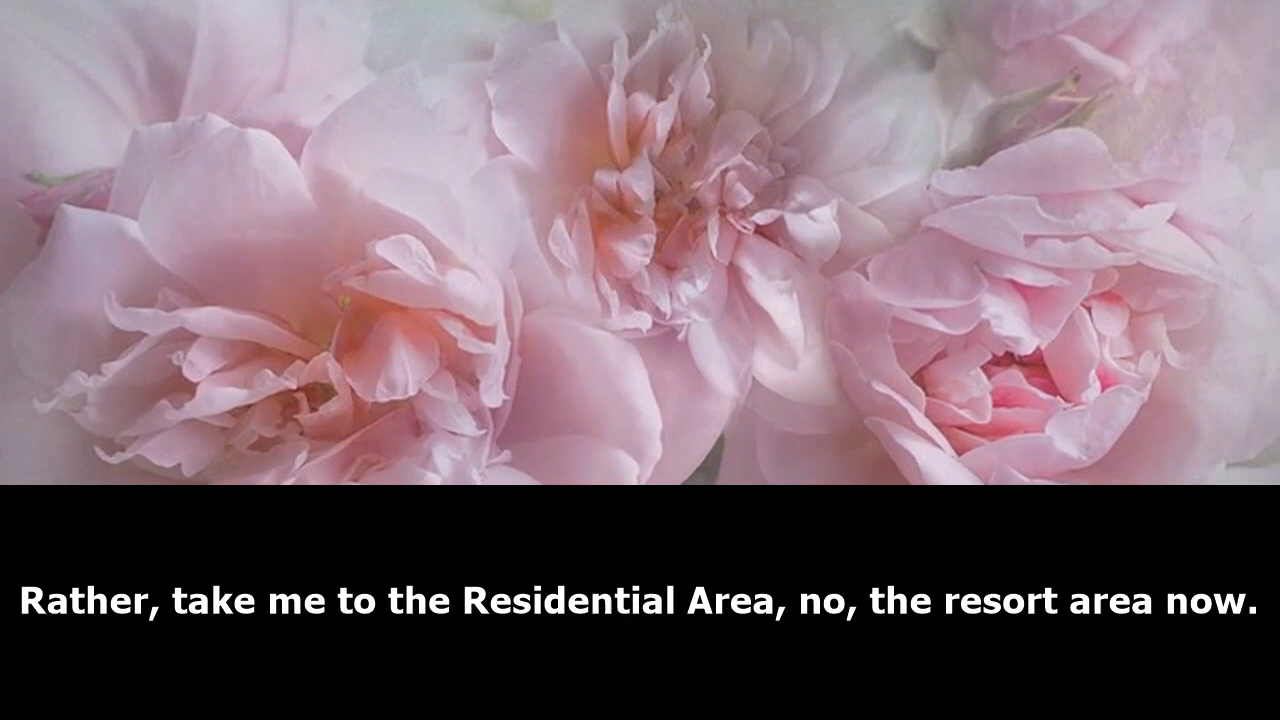 Rather, take me to the Residential Area, no, the resort area now.